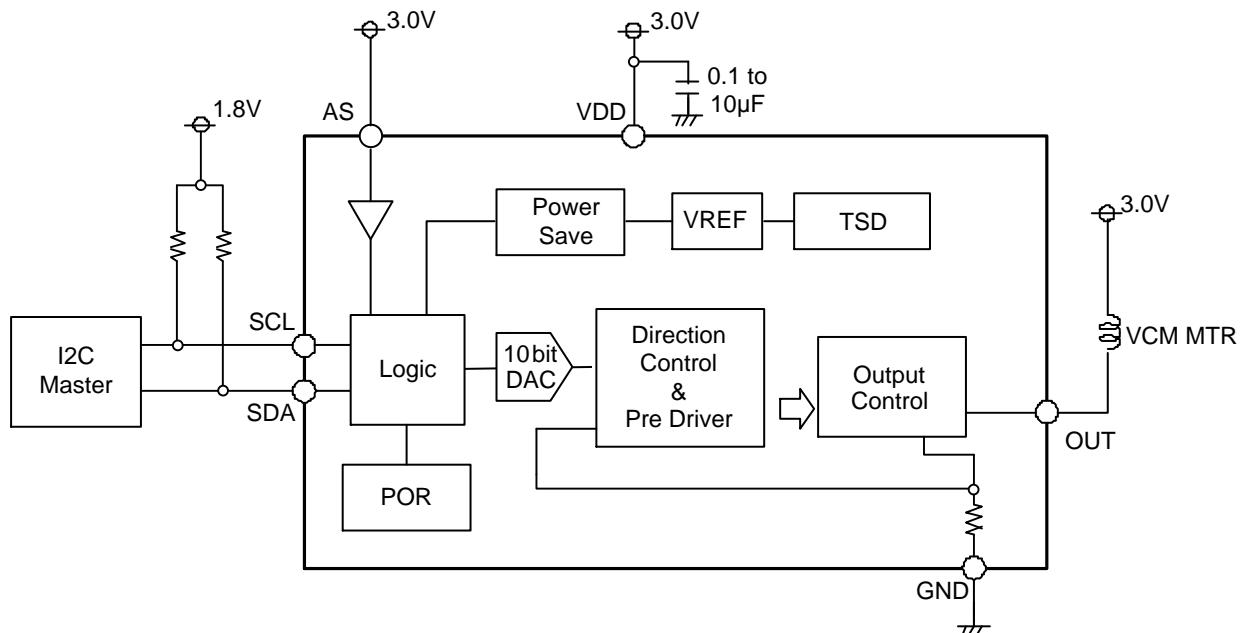 3.0V
3.0V
0.1 to
10µF
AS
VDD
1.8V
Power
Save
VREF
TSD
3.0V
SCL
I2C
Master
Logic
10bit
DAC
Direction
Control
&
Pre Driver
Output
Control
VCM MTR
SDA
OUT
POR
GND